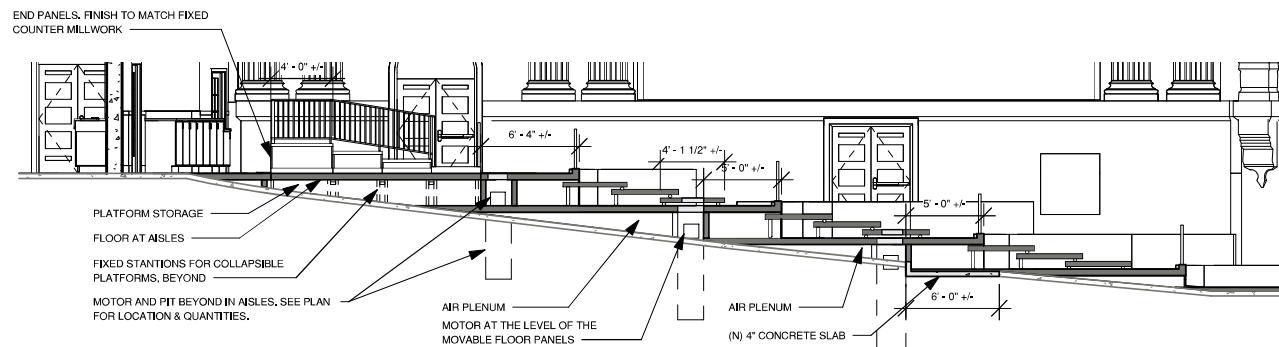 END PANELS. FINISH TO MATCH FIXED
COUNTER MILLWORK
4' - 0" +/-
6' - 4" +/-
4' - 1 1/2" +/-
5' - 0" +/-
5' - 0" +/-
PLATFORM STORAGE
FLOOR AT AISLES
FIXED STANTIONS FOR COLLAPSIBLE
PLATFORMS, BEYOND
MOTOR AND PIT BEYOND IN AISLES. SEE PLAN
FOR LOCATION & QUANTITIES.
AIR PLENUM
MOTOR AT THE LEVEL OF THE
MOVABLE FLOOR PANELS
AIR PLENUM
(N) 4" CONCRETE SLAB
6' - 0" +/-